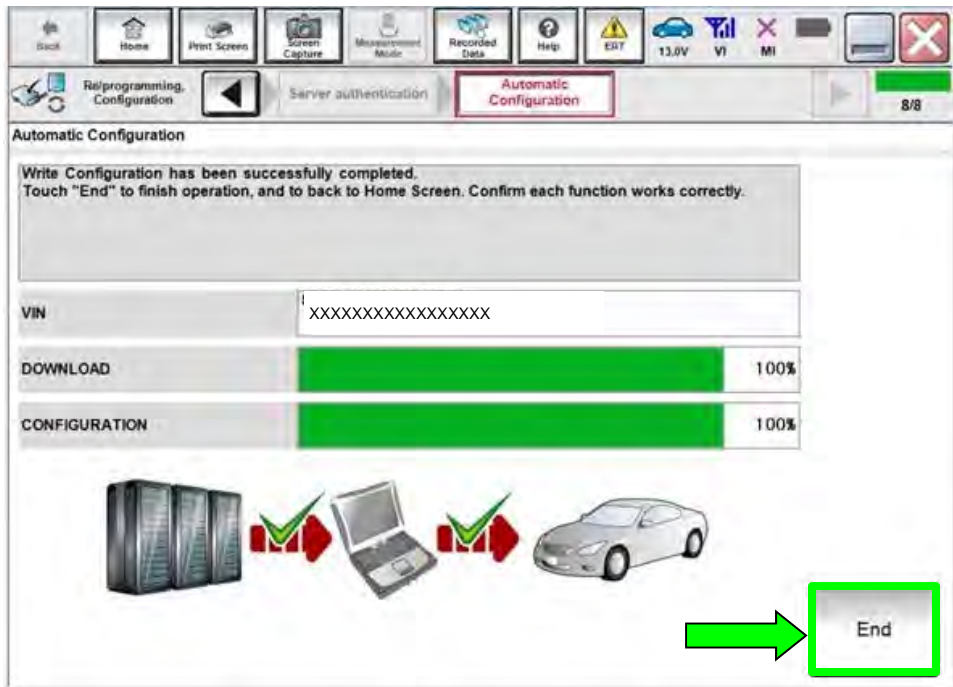 Back
Home
Print Screen
Screen
Capture
Measurement
Mode
Recorded
Data
Help
ERT
13.0V
VI
MI
Re/programming,
Configuration
Server authentication
Automatic
Configuration
8/8
Automatic Configuration
Write Configuration has been successfully completed.
Touch "End" to finish operation, and to back to Home Screen. Confirm each function works correctly.
VIN
XXXXXXXXXXXXXXXXX
DOWNLOAD
100%
CONFIGURATION
100%
End